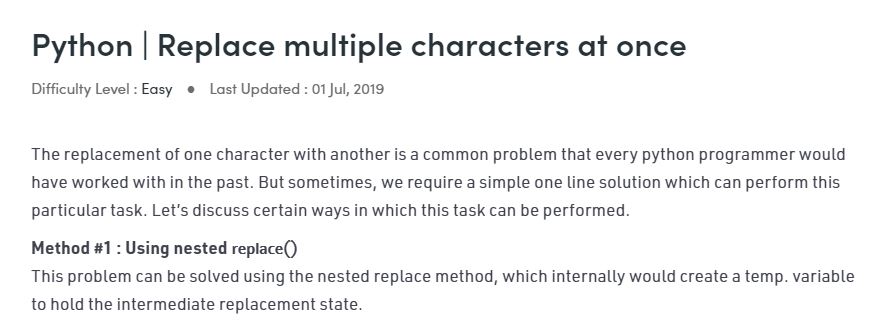 Python | Replace multiple characters at once
Difficulty Level : Easy ● Last Updated : 01 Jul, 2019
The replacement of one character with another is a common problem that every python programmer would
have worked with in the past. But sometimes, we require a simple one line solution which can perform this
particular task. Let’s discuss certain ways in which this task can be performed.
Method #1 : Using nested replace()
This problem can be solved using the nested replace method, which internally would create a temp. variable
to hold the intermediate replacement state.